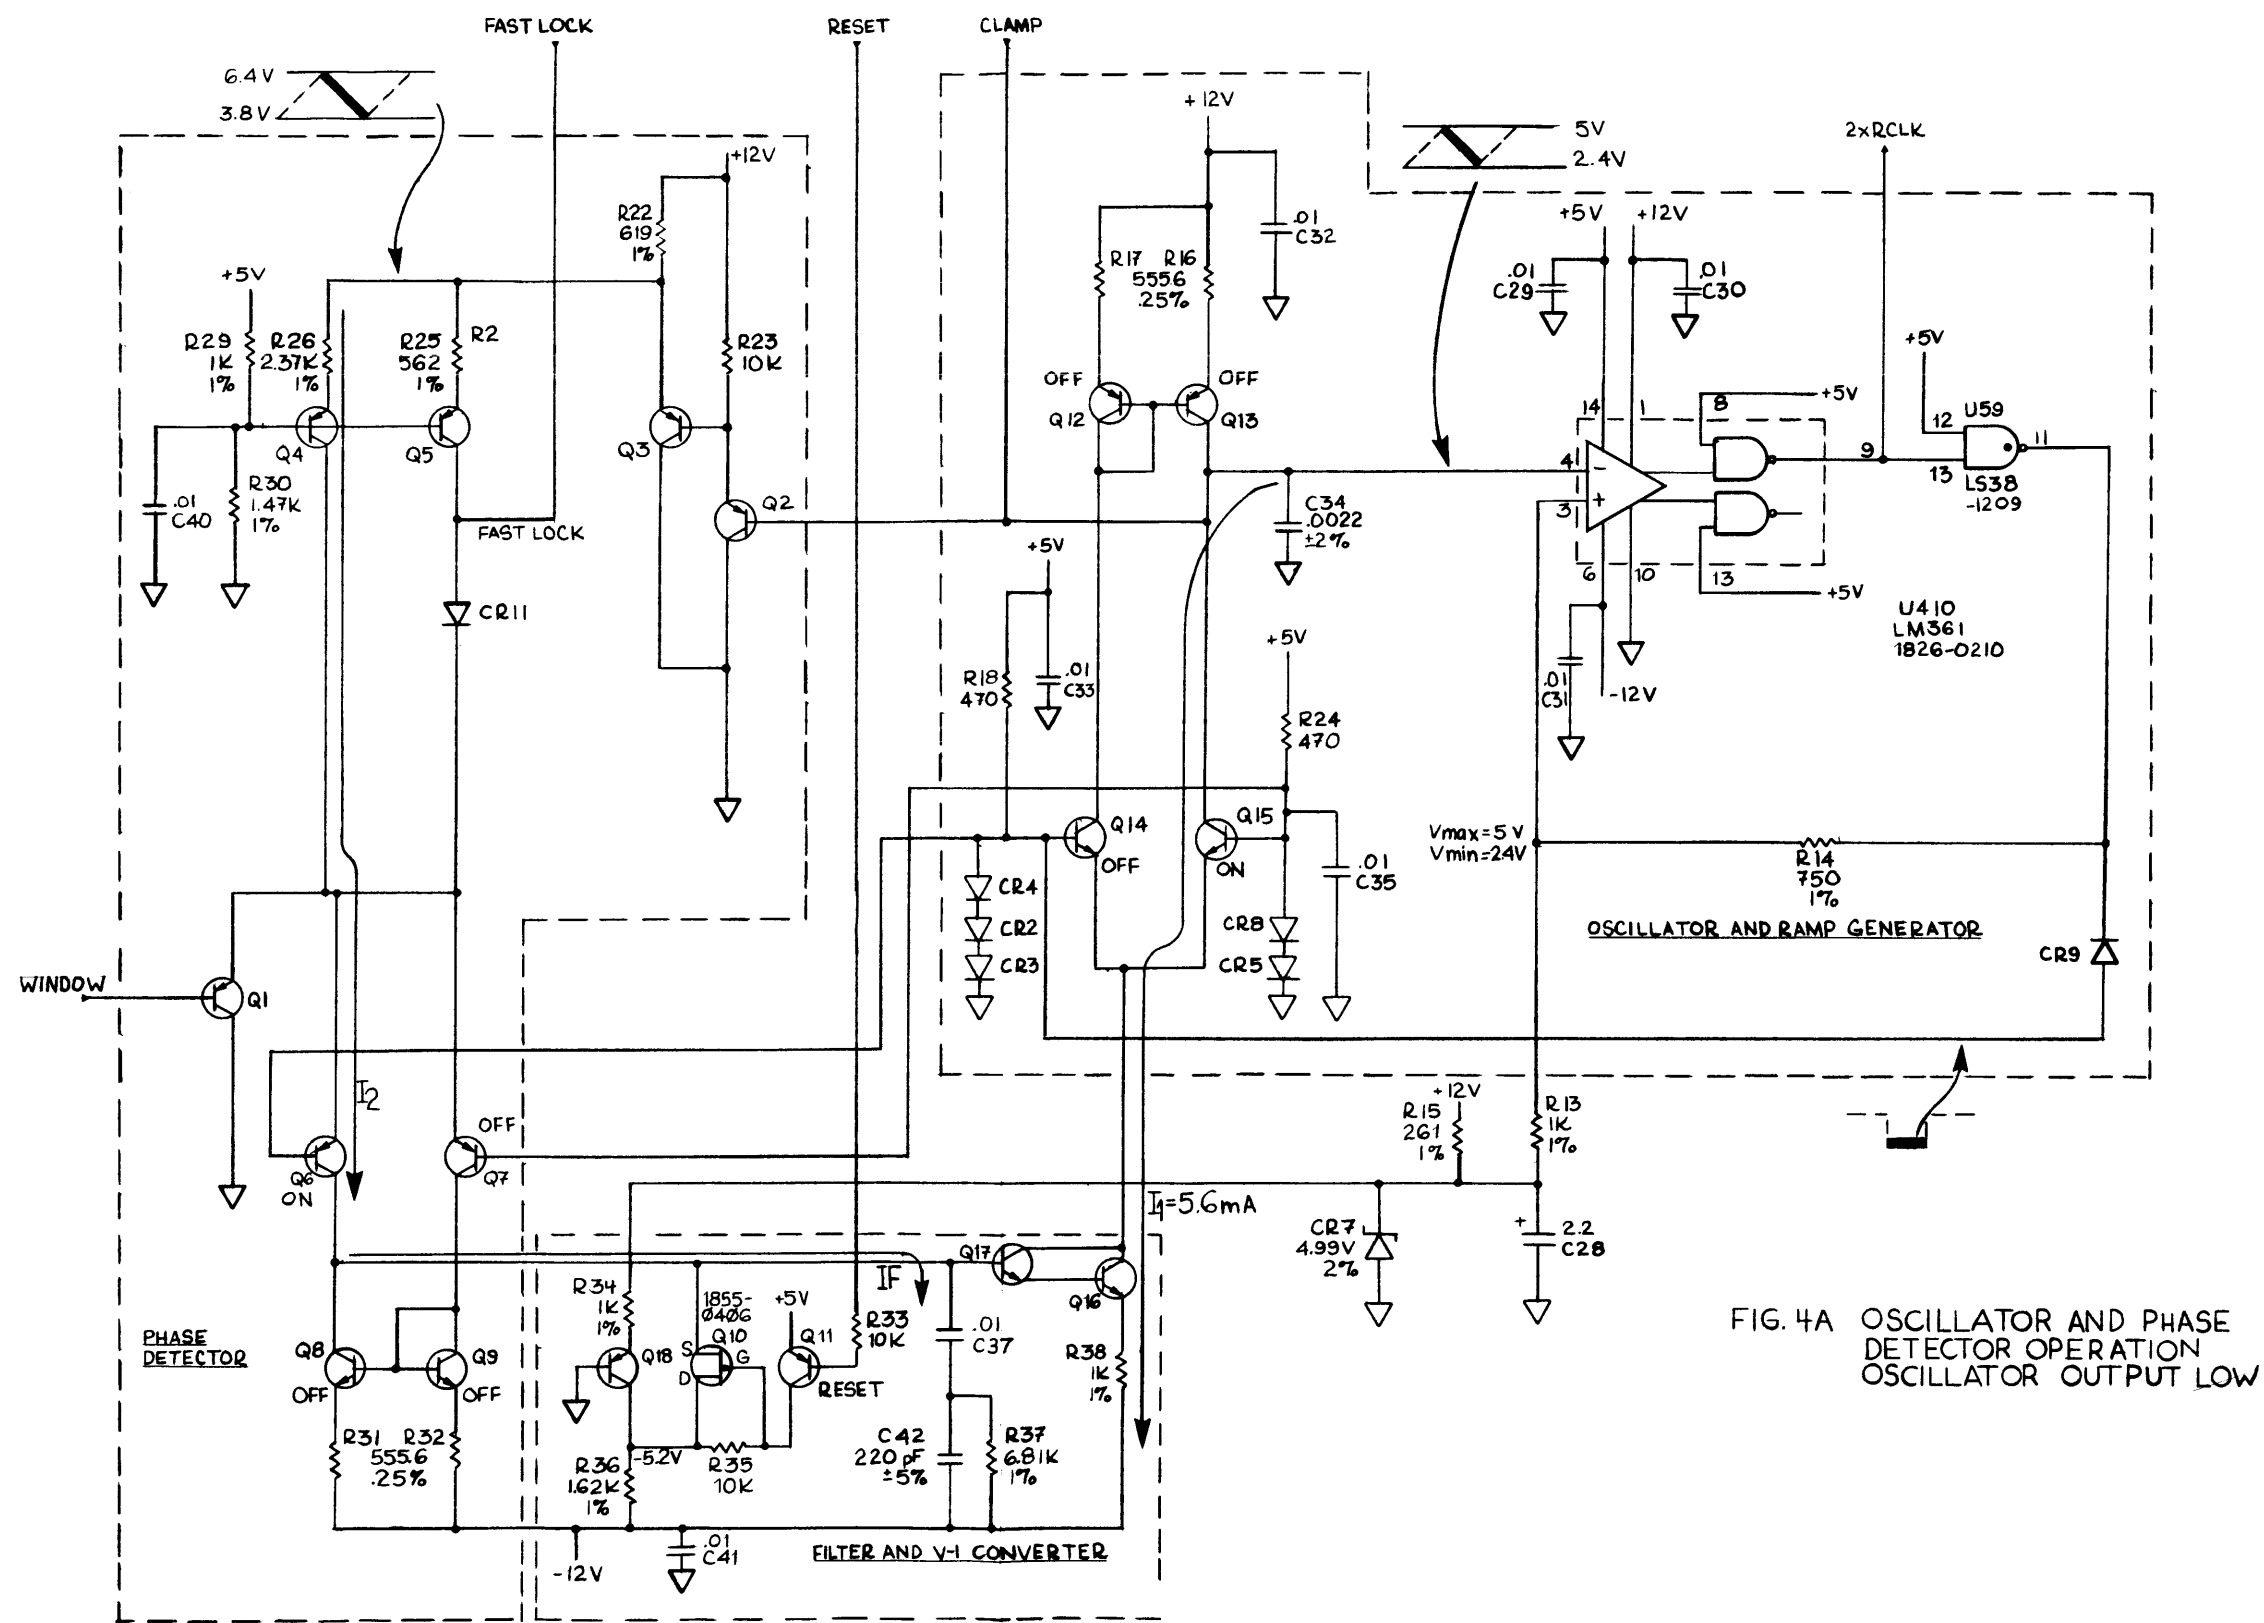 FAST LOCK
RESET
CLAMP
6.4V
3.8V
+12V
+12V
5V
2.4V
2xRCLK
R22
619
1%
.01
C32
+5V
+12V
+5V
R17
R16
555.6
.25%
.01
C29
.01
C30
+5V
R29
1K
1%
R26
2.37K
1%
R25
562
1%
R2
R23
10K
OFF
Q12
OFF
Q13
14
1
8
+5V
12
U59
11
Q4
Q5
Q3
4
9
13
LS38
-1209
.01
C40
R30
1.47K
1%
Q2
C34
.0022
±2%
3
FAST LOCK
+5V
6
10
13
+5V
CR11
U410
LM361
1826-0210
R18
470
.01
C33
+5V
.01
C31
-12V
R24
470
Q14
OFF
Q15
ON
Vmax=5V
Vmin=2.4V
R14
750
1%
.01
C35
CR4
CR2
CR3
CR8
CR5
OSCILLATOR AND RAMP GENERATOR
CR9
WINDOW
Q1
I2
+12V
R15
261
1%
R13
1K
1%
OFF
Q6
ON
Q7
I1=5.6mA
CR7
4.99V
2%
+
2.2
C28
Q17
IF
Q16
R34
1K
1%
1855-
0406
Q10
+5V
Q11
R33
10K
.01
C37
PHASE
DETECTOR
Q8
OFF
Q9
OFF
Q18
S
G
D
RESET
R38
1K
1%
FIG. 4A OSCILLATOR AND PHASE
DETECTOR OPERATION
OSCILLATOR OUTPUT LOW
R31
R32
555.6
.25%
R36
1.62K
1%
-5.2V
R35
10K
C42
220 pF
±5%
R37
6.81K
1%
-12V
.01
C41
FILTER AND V-I CONVERTER